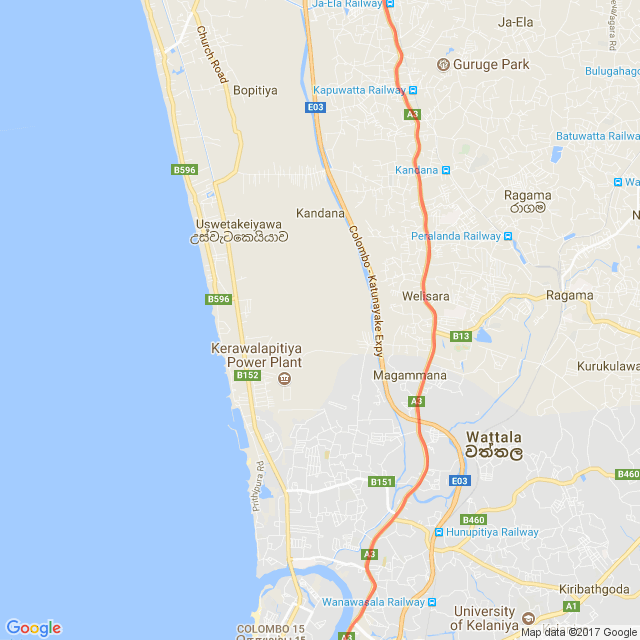 Ja-Ela Railway
Ja-Ela
Church Road
Guruge Park
Bulugahago
Bopitiya
Kapuwatta Railway
E03
A3
Batuwatta Railw
B596
Kandana
Wa
Ragama
රාගම
Kandana
N
Uswetakeiyawa
උස්වැටකෙයියාව
Colombo - Katunayake Expy
Peralanda Railway
B596
Welisara
Ragama
B13
Kerawalapitiya
Power Plant
Kurukulawa
B152
Magammana
A3
Wattala
වත්තල
Prithipura Rd
B151
E03
B460
B460
Hunupitiya Railway
A3
Kiribathgoda
Wanawasala Railway
A1
University
of Kelaniya
COLOMBO 15
A3
Google
Map data ©2017 Google